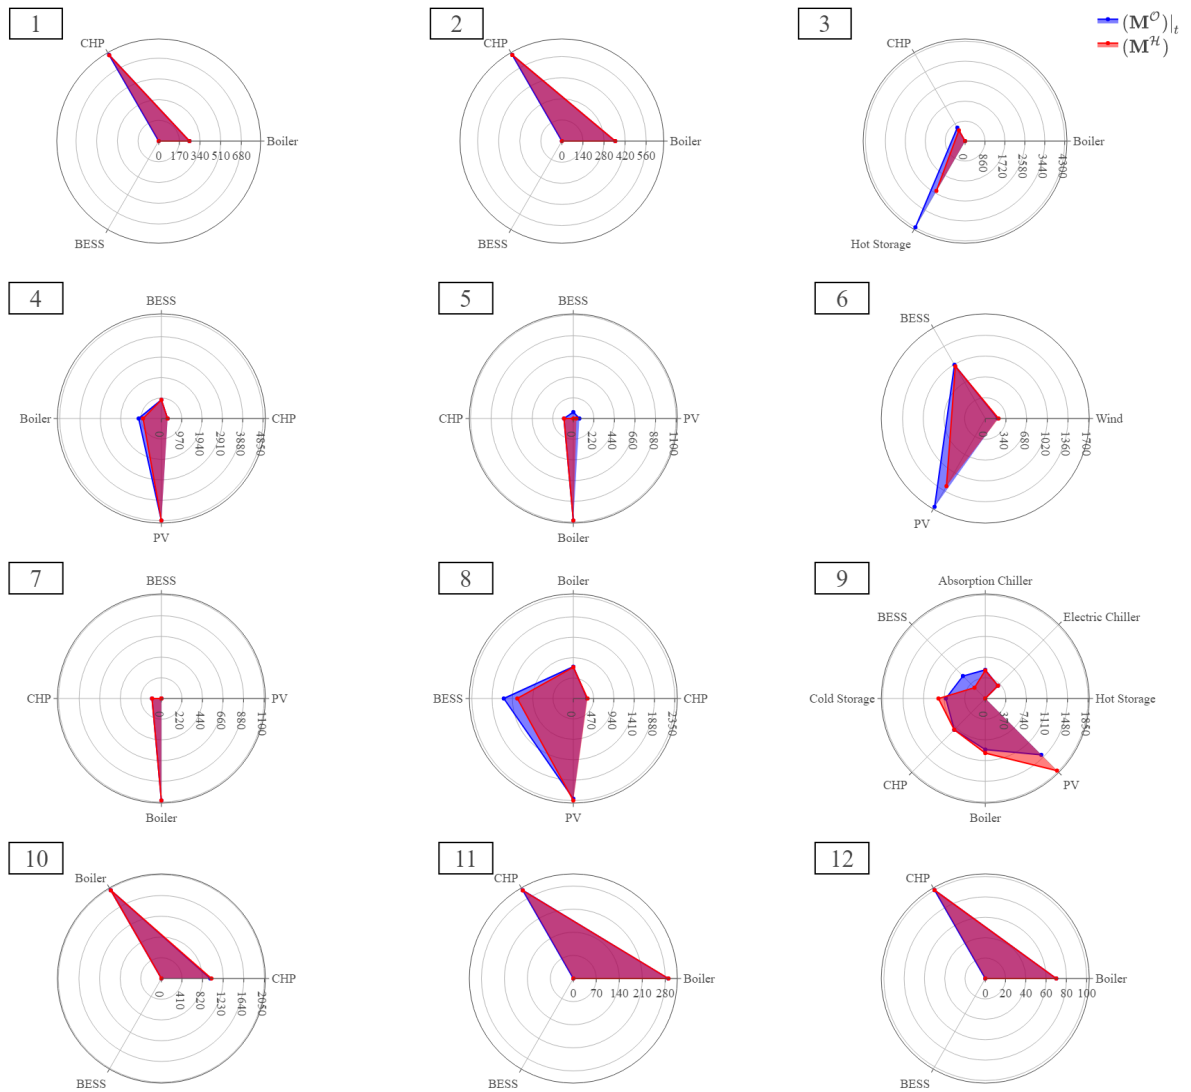 1
CHP
Boiler
0 170 340 510 680
BESS
2
CHP
Boiler
0 140 280 420 560
BESS
3
CHP
Boiler
0 860 1720 2580 3440 4300
Hot Storage
(M^O)|_t
(M^H)
4
BESS
Boiler
CHP
0 970 1940 2910 3880 4850
PV
5
BESS
CHP
PV
0 220 440 660 880 1100
Boiler
6
BESS
Wind
0 340 680 1020 1360 1700
PV
7
BESS
CHP
PV
0 220 440 660 880 1100
Boiler
8
Boiler
BESS
CHP
0 470 940 1410 1880 2350
PV
9
Absorption Chiller
BESS
Electric Chiller
Cold Storage
Hot Storage
0 370 740 1110 1480 1850
CHP
PV
Boiler
10
Boiler
CHP
0 410 820 1230 1640 2050
BESS
11
CHP
Boiler
0 70 140 210 280
BESS
12
CHP
Boiler
0 20 40 60 80 100
BESS